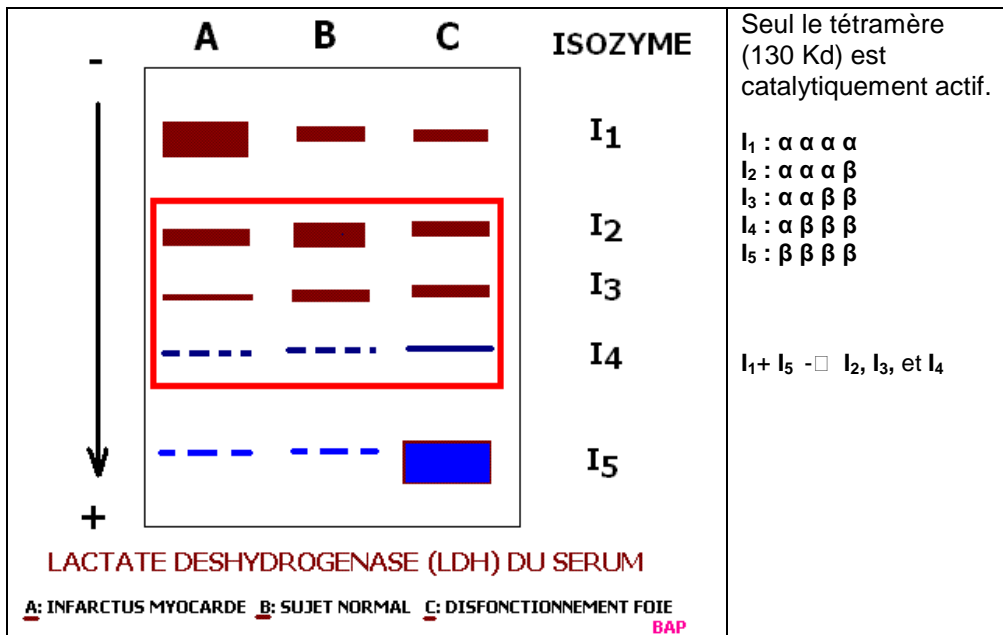 A B C ISOZYME
-
I1
I2
I3
I4
I5
+
LACTATE DESHYDROGENASE (LDH) DU SERUM
A: INFARCTUS MYOCARDE B: SUJET NORMAL C: DISFONCTIONNEMENT FOIE
BAP
Seul le tétramère
(130 Kd) est
catalytiquement actif.
I1 : α α α α
I2 : α α α β
I3 : α α β β
I4 : α β β β
I5 : β β β β
I1+ I5 -□ I2, I3, et I4